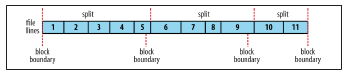 split split split
file
lines
1 2 3 4 5 6 7 8 9 10 11
block
boundary
block
boundary
block
boundary
block
boundary